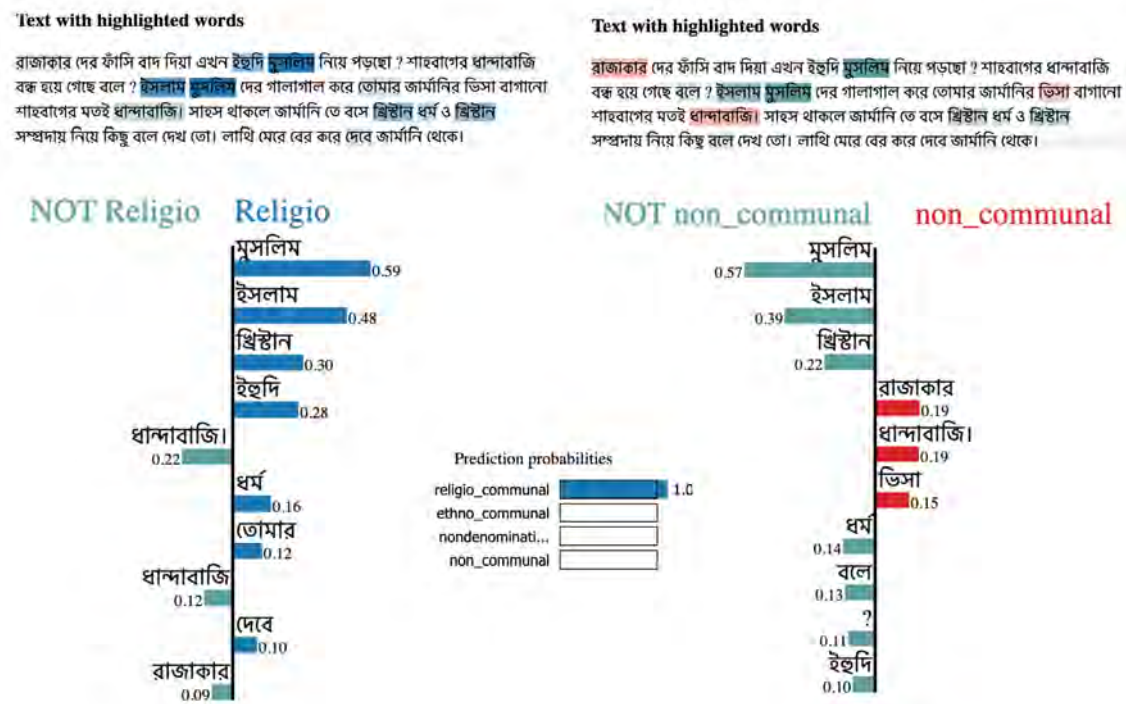 Text with highlighted words
রাজাকার দের ফাঁসি বাদ দিয়া এখন ইহুদি মুসলিম নিয়ে পড়ছো ? শাহবাগের ধান্দাবাজি
বন্ধ হয়ে গেছে বলে ? ইসলাম মুসলিম দের গালাগাল করে তোমার জার্মানির ভিসা বাগানো
শাহবাগের মতই ধান্দাবাজি। সাহস থাকলে জার্মানি তে বসে খ্রিস্টান ধর্ম ও খ্রিস্টান
সম্প্রদায় নিয়ে কিছু বলে দেখ তো। লাথি মেরে বের করে দেবে জার্মানি থেকে।
NOT Religio Religio
মুসলিম
0.59
ইসলাম
0.48
খ্রিস্টান
0.30
ইহুদি
0.28
ধান্দাবাজি।
0.22
ধর্ম
0.16
তোমার
0.12
ধান্দাবাজি
0.12
দেবে
0.10
রাজাকার
0.09
Prediction probabilities
religio_communal 1.0
ethno_communal
nondenominati...
non_communal
Text with highlighted words
রাজাকার দের ফাঁসি বাদ দিয়া এখন ইহুদি মুসলিম নিয়ে পড়ছো ? শাহবাগের ধান্দাবাজি
বন্ধ হয়ে গেছে বলে ? ইসলাম মুসলিম দের গালাগাল করে তোমার জার্মানির ভিসা বাগানো
শাহবাগের মতই ধান্দাবাজি। সাহস থাকলে জার্মানি তে বসে খ্রিস্টান ধর্ম ও খ্রিস্টান
সম্প্রদায় নিয়ে কিছু বলে দেখ তো। লাথি মেরে বের করে দেবে জার্মানি থেকে।
NOT non_communal non_communal
মুসলিম
0.57
ইসলাম
0.39
খ্রিস্টান
0.22
রাজাকার
0.19
ধান্দাবাজি।
0.19
ভিসা
0.15
ধর্ম
0.14
বলে
0.13
?
0.11
ইহুদি
0.10